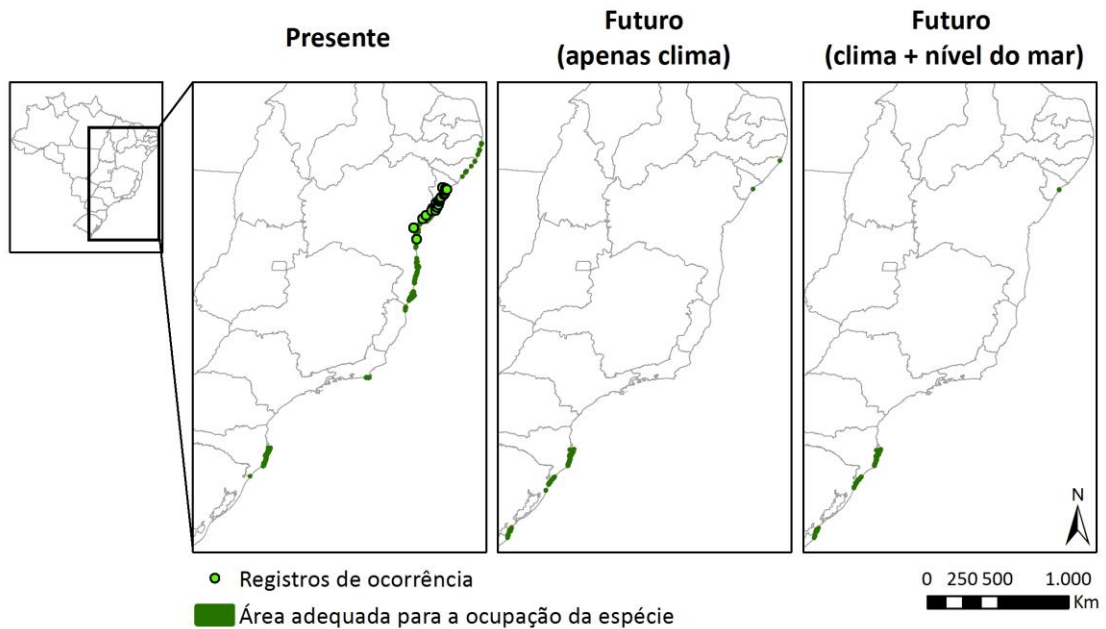 Presente
Futuro
(apenas clima)
Futuro
(clima + nível do mar)
N
Registros de ocorrência
Área adequada para a ocupação da espécie
0 250 500 1.000
Km